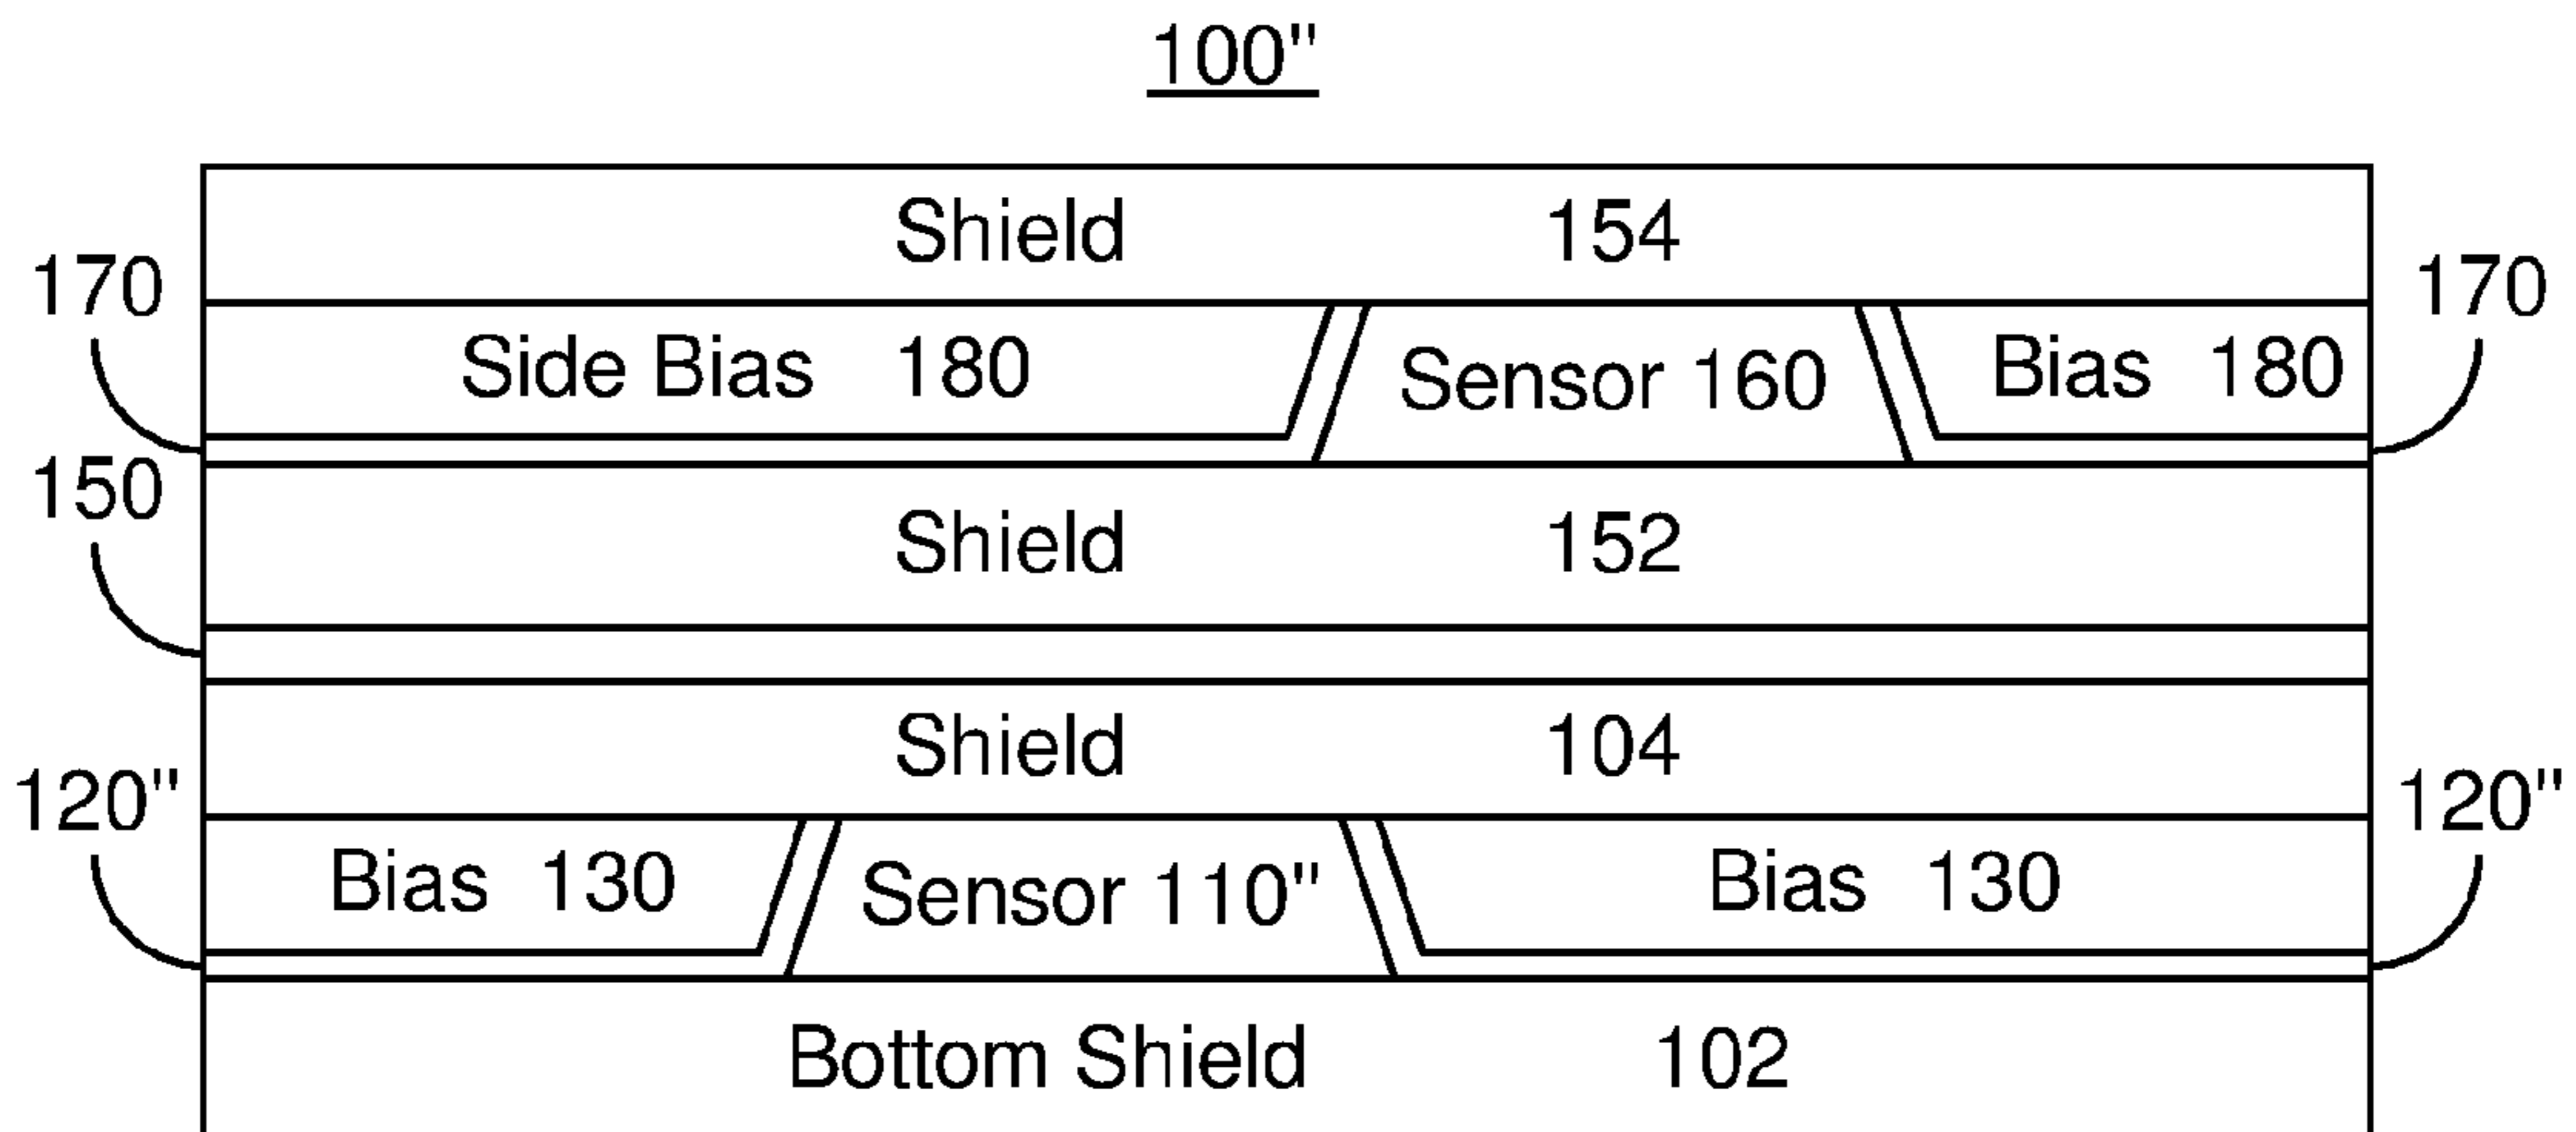 100"
Shield 154
170 170
Side Bias 180 Sensor 160 Bias 180
150
Shield 152
Shield 104
120" 120"
Bias 130 Sensor 110" Bias 130
Bottom Shield 102